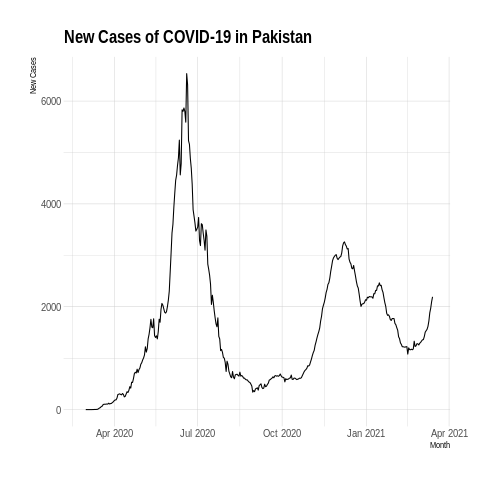 New Cases of COVID-19 in Pakistan
New Cases
6000
4000
2000
0
Apr 2020 Jul 2020 Oct 2020 Jan 2021 Apr 2021
Month